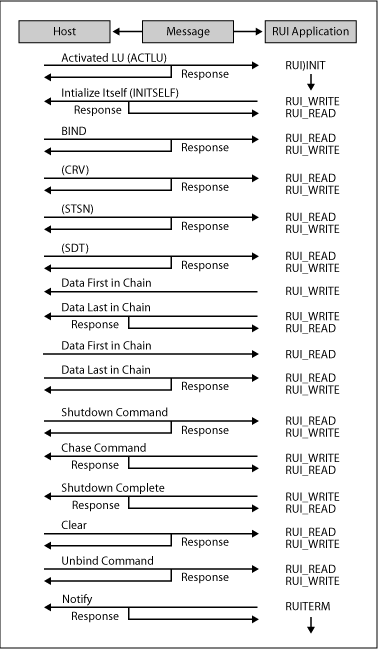 Host Message RUI Application
Activated LU (ACTLU)
Response RUI)INIT
Intialize Itself (INITSELF)
RUI_WRITE
Response RUI_READ
BIND
RUI_READ
Response RUI_WRITE
(CRV)
RUI_READ
Response RUI_WRITE
(STSN)
RUI_READ
Response RUI_WRITE
(SDT)
RUI_READ
Response RUI_WRITE
Data First in Chain
RUI_WRITE
Data Last in Chain
RUI_WRITE
Response RUI_READ
Data First in Chain
RUI_READ
Data Last in Chain
RUI_READ
Response RUI_WRITE
Shutdown Command
RUI_READ
Response RUI_WRITE
Chase Command
RUI_WRITE
Response RUI_READ
Shutdown Complete
RUI_WRITE
Response RUI_READ
Clear
RUI_READ
Response RUI_WRITE
Unbind Command
RUI_READ
Response RUI_WRITE
Notify
RUITERM
Response